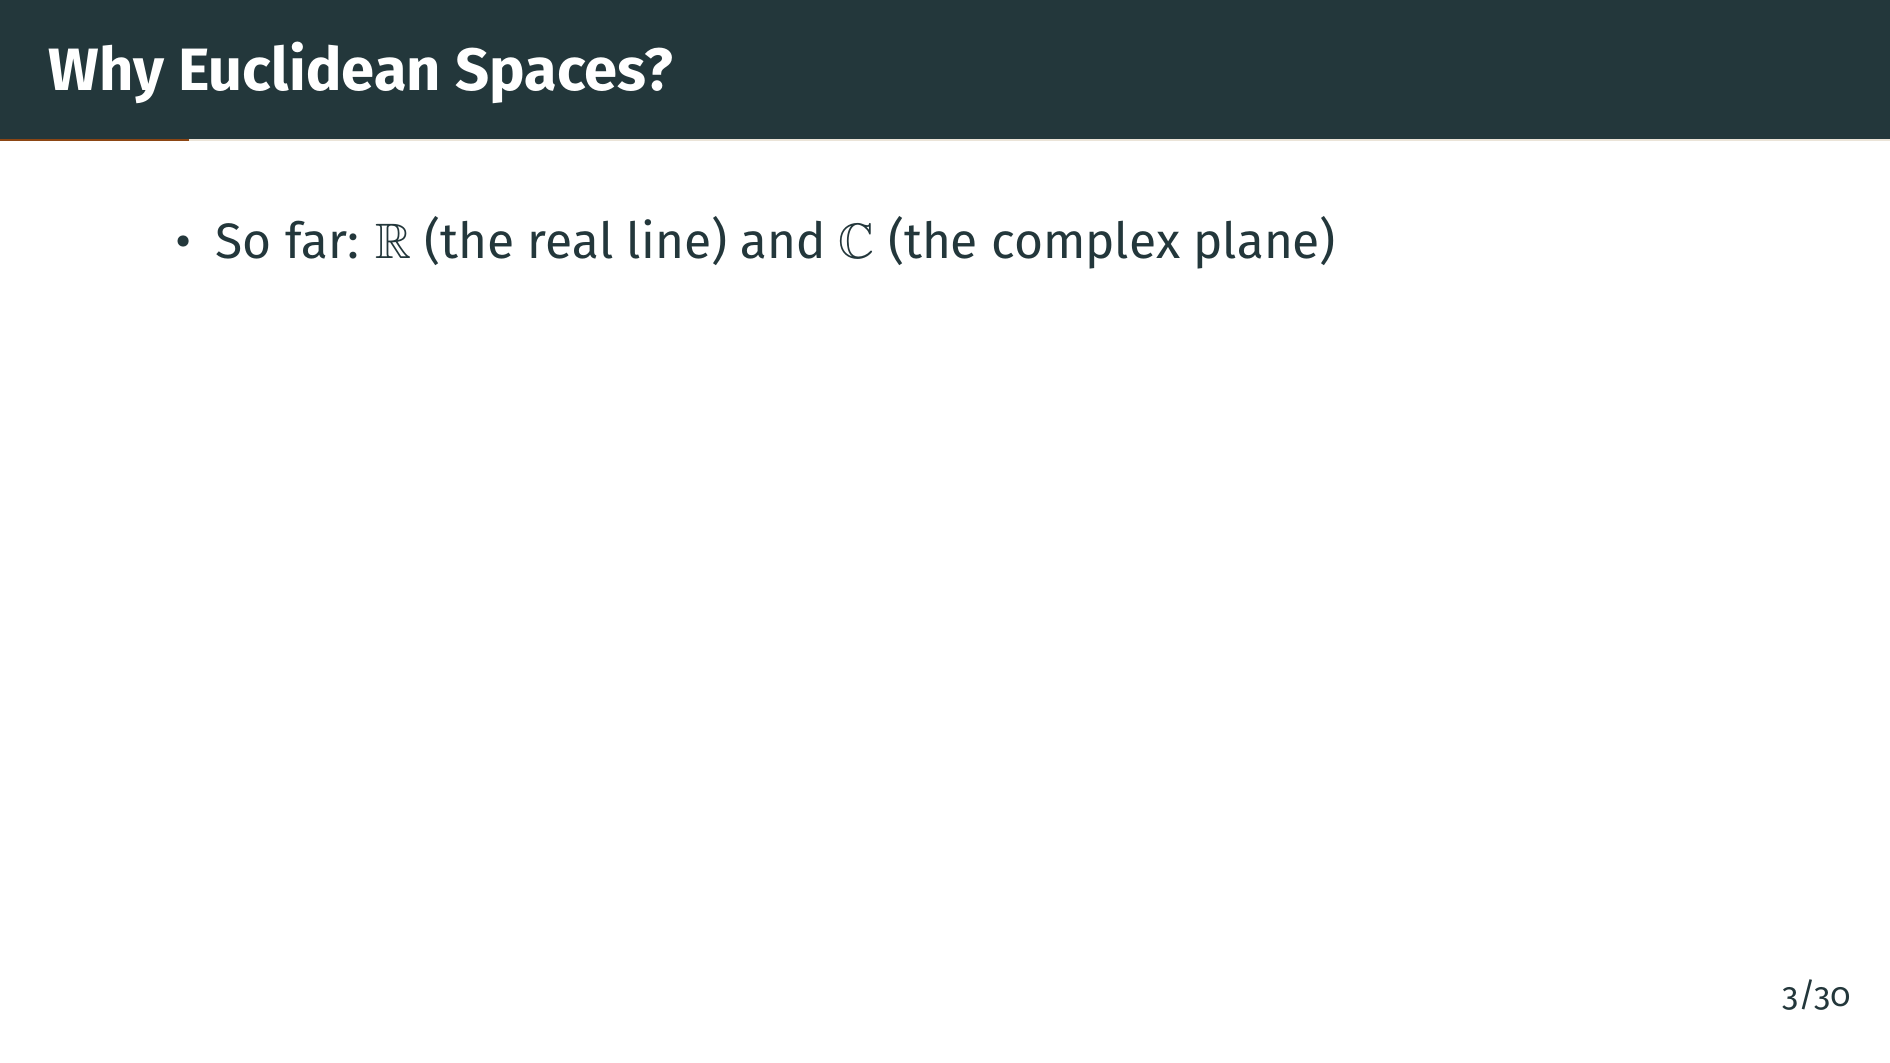 Why Euclidean Spaces?
• So far: ℝ (the real line) and ℂ (the complex plane)
3/30